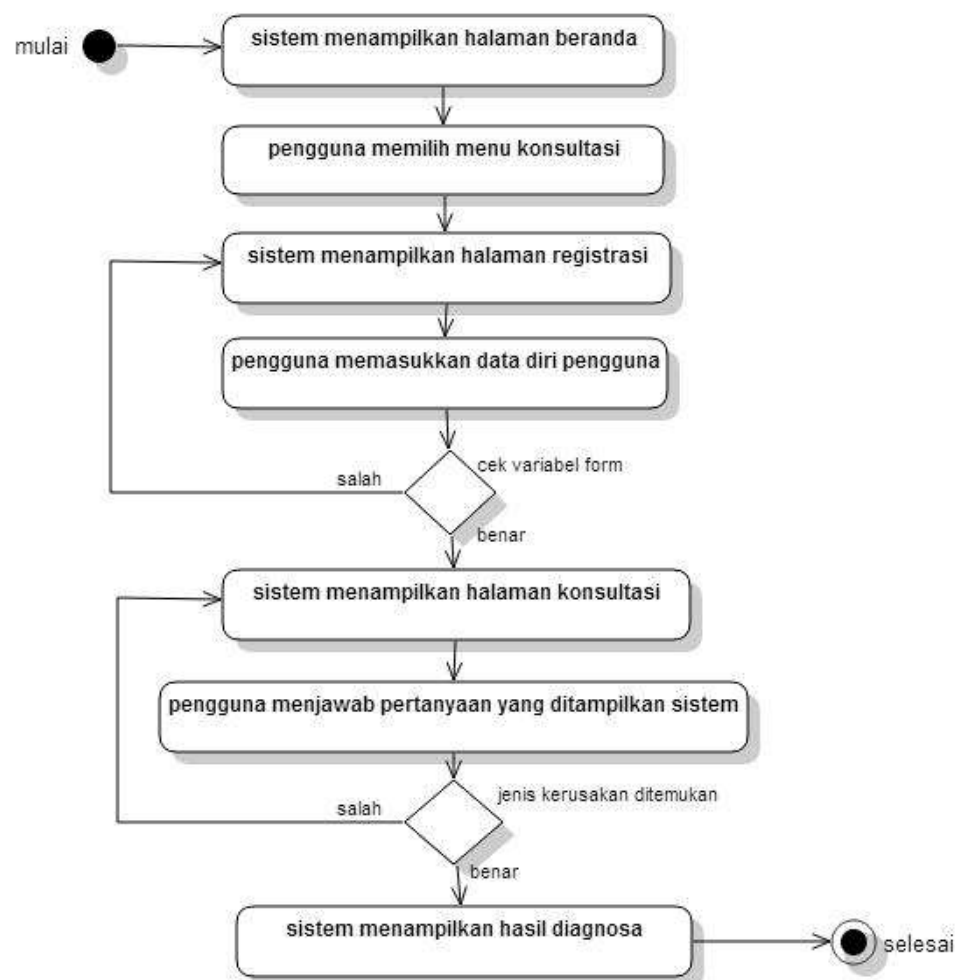 mulai
sistem menampilkan halaman beranda
pengguna memilih menu konsultasi
sistem menampilkan halaman registrasi
pengguna memasukkan data diri pengguna
cek variabel form
salah
benar
sistem menampilkan halaman konsultasi
pengguna menjawab pertanyaan yang ditampilkan sistem
jenis kerusakan ditemukan
salah
benar
sistem menampilkan hasil diagnosa
selesai